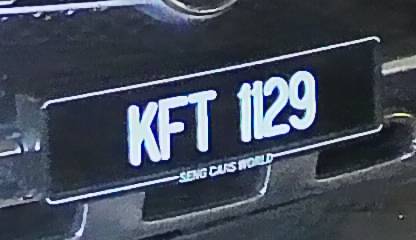 KFT 1129
SENG CARS WORLD